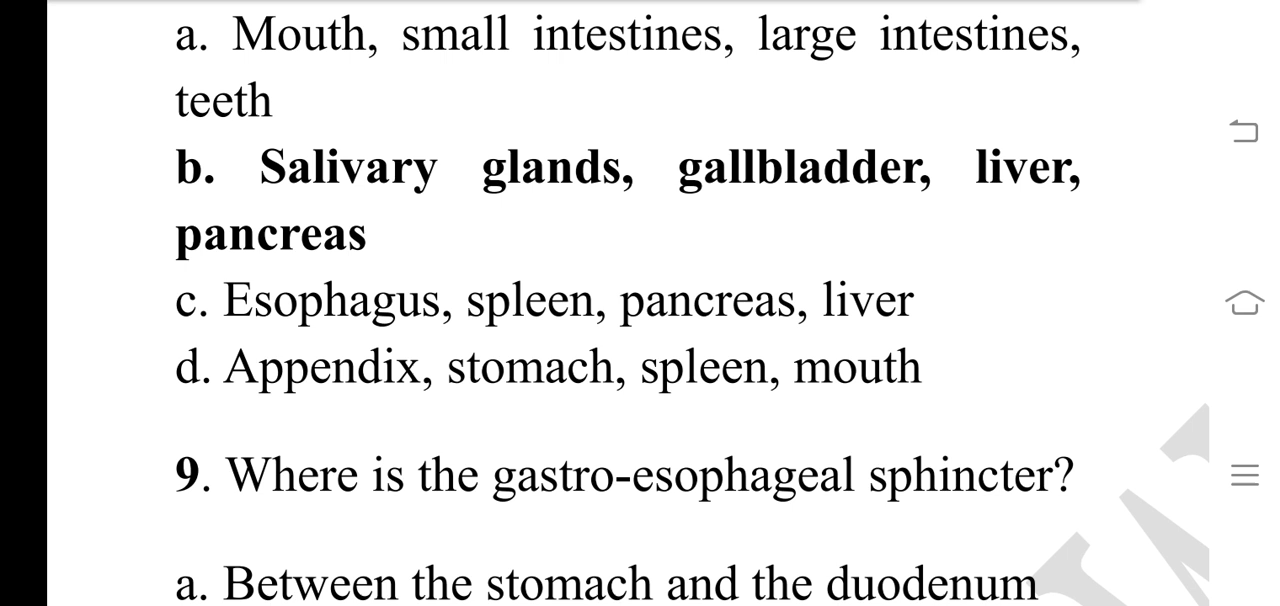 a. Mouth, small intestines, large intestines,
teeth
b. Salivary glands, gallbladder, liver,
pancreas
c. Esophagus, spleen, pancreas, liver
d. Appendix, stomach, spleen, mouth
9. Where is the gastro-esophageal sphincter?
a. Between the stomach and the duodenum